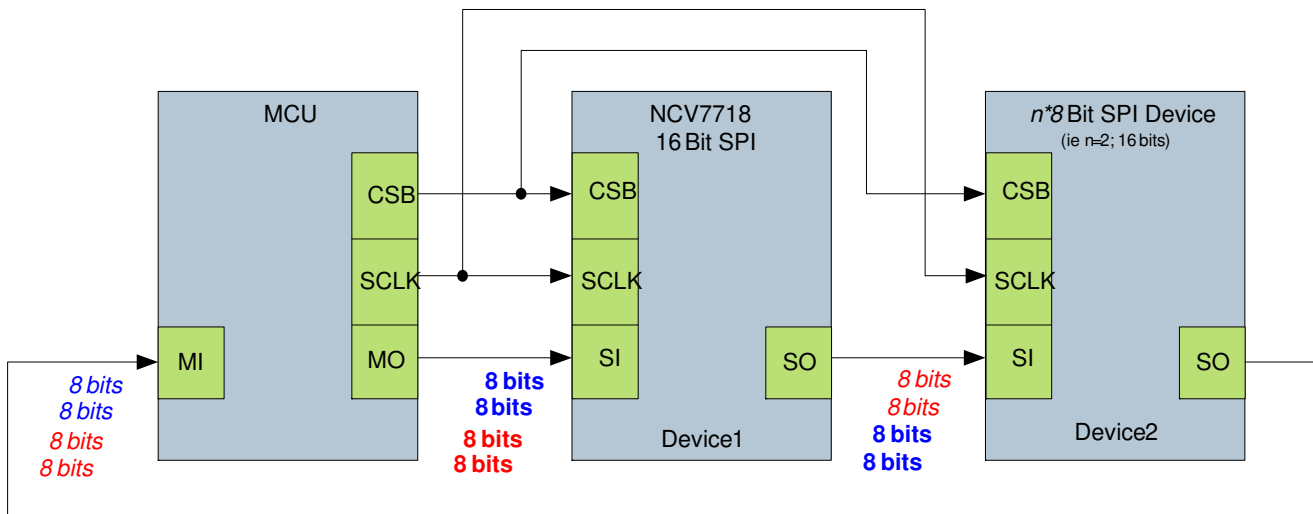 MCU
CSB
SCLK
MO
MI
8 bits
8 bits
8 bits
8 bits
8 bits
8 bits
8 bits
8 bits
NCV7718
16 Bit SPI
CSB
SCLK
SI
SO
Device1
8 bits
8 bits
8 bits
8 bits
n*8 Bit SPI Device
(ie n=2; 16 bits)
CSB
SCLK
SI
SO
Device2